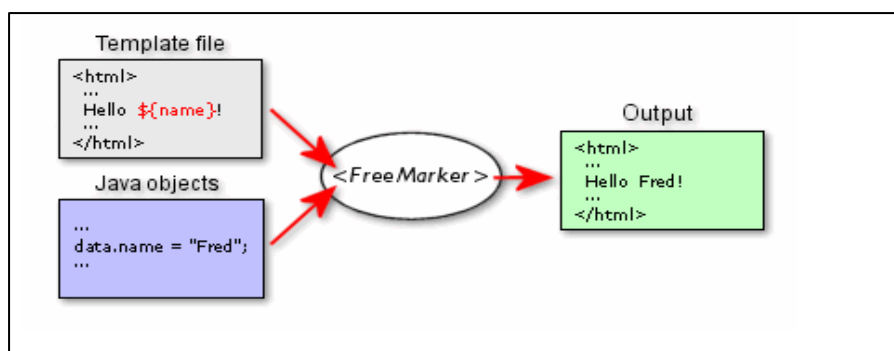 Template file
<html>
...
Hello ${name}!
...
</html>
Java objects
...
data.name = "Fred";
...
<FreeMarker>
Output
<html>
...
Hello Fred!
...
</html>